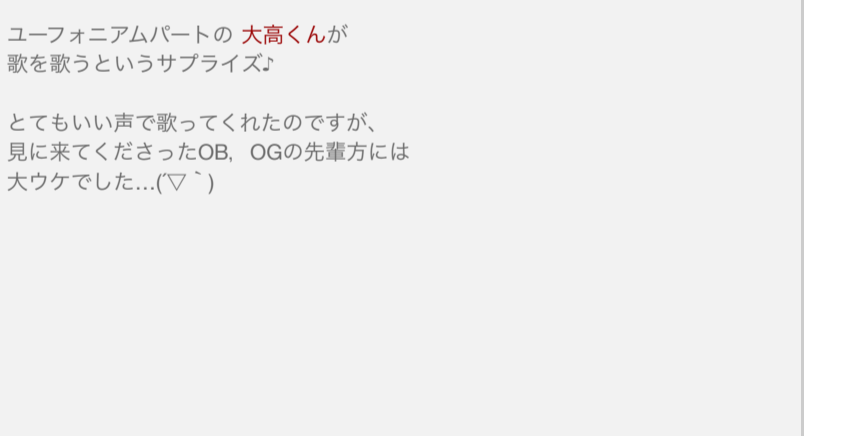 ユーフォニアムパートの 大高くんが
歌を歌うというサプライズ♪
とてもいい声で歌ってくれたのですが、
見に来てくださったOB,　OGの先輩方には
大ウケでした…(´▽｀)